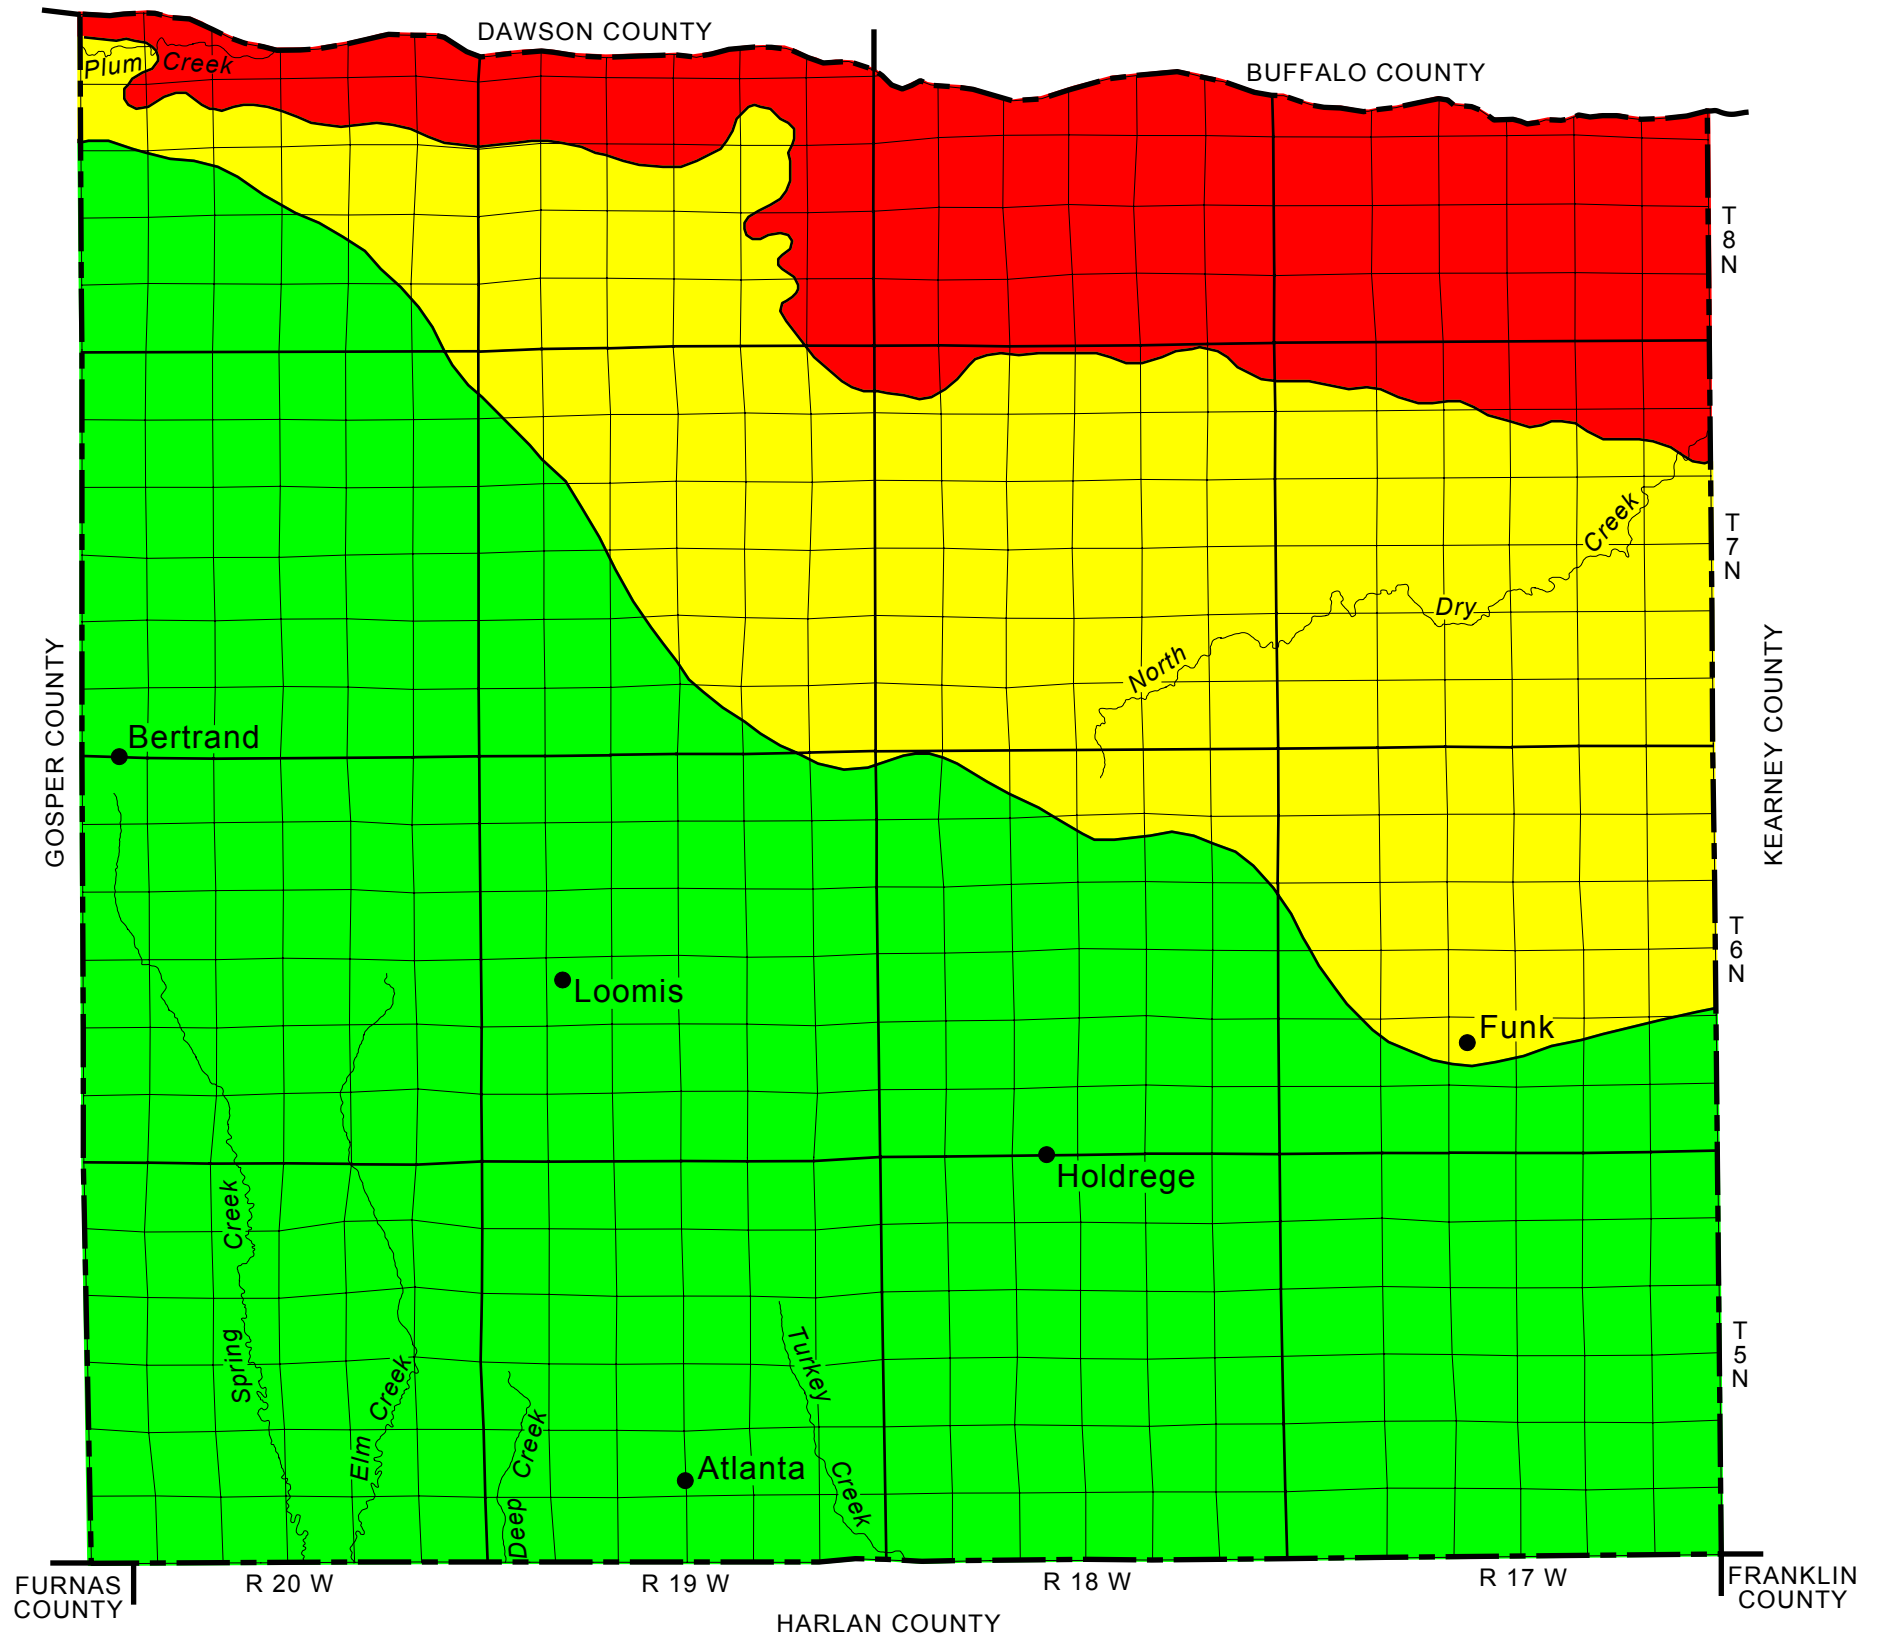 DAWSON COUNTY
BUFFALO COUNTY
Plum Creek
T
8
N
T
7
N
North Dry Creek
GOSPER COUNTY
KEARNEY COUNTY
Bertrand
T
6
N
Loomis
Funk
Holdrege
Spring Creek
Elm Creek
Deep Creek
Turkey Creek
T
5
N
Atlanta
R 20 W
R 19 W
R 18 W
R 17 W
FURNAS
COUNTY
FRANKLIN
COUNTY
HARLAN COUNTY